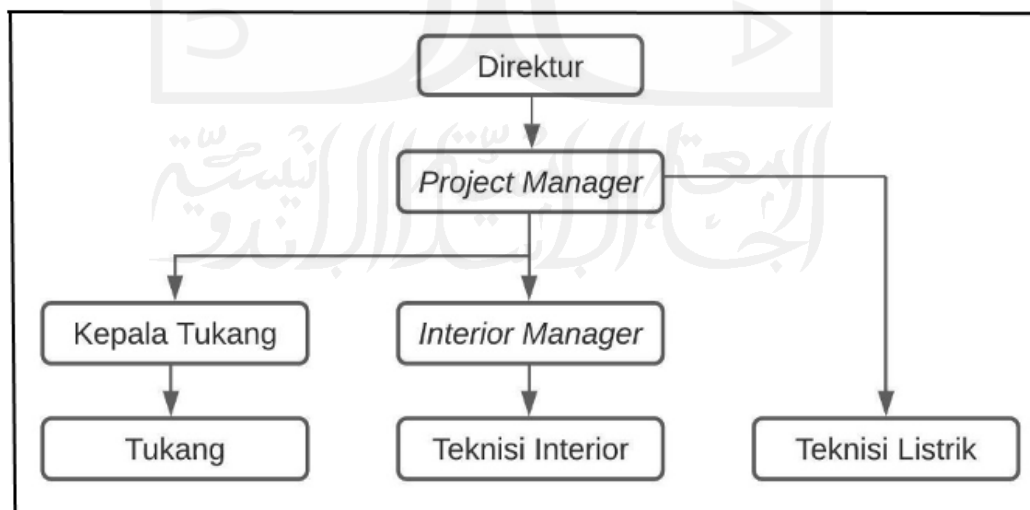 Direktur
Project Manager
Kepala Tukang
Interior Manager
Tukang
Teknisi Interior
Teknisi Listrik